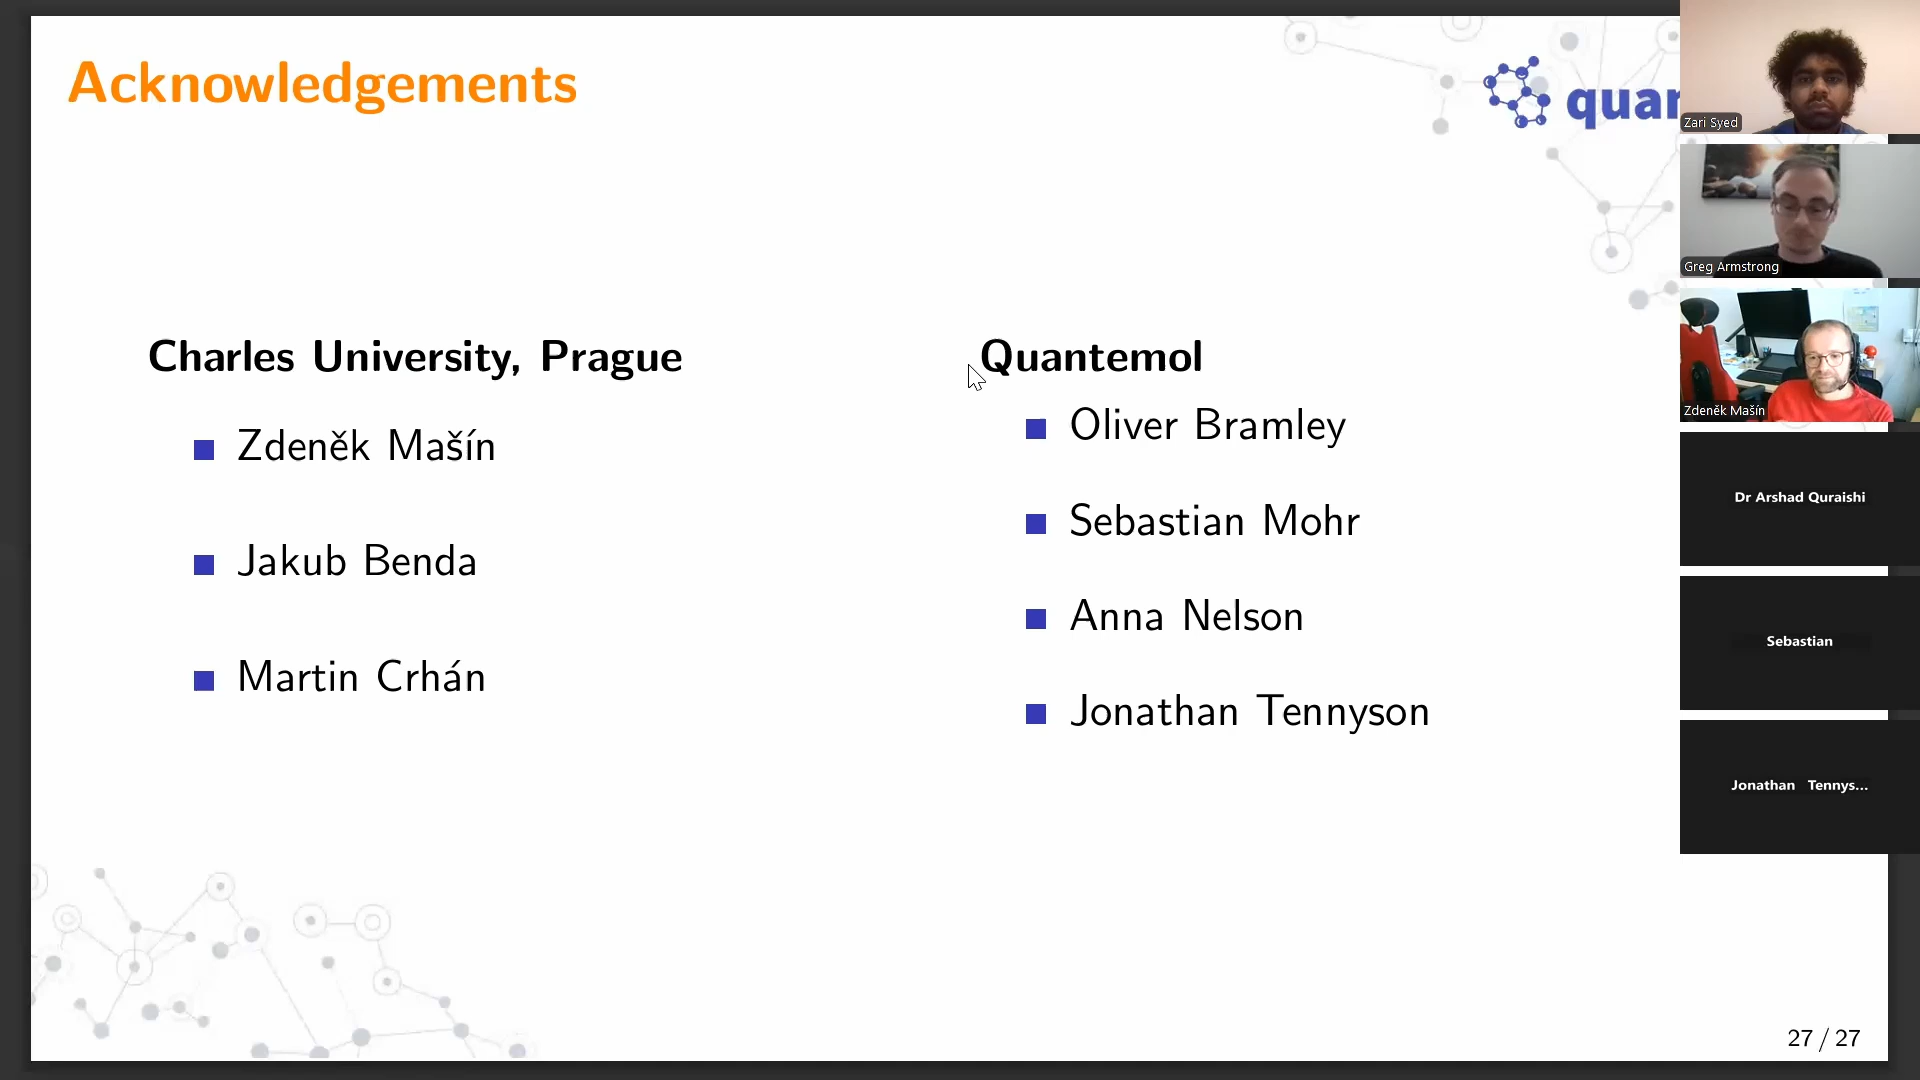 Acknowledgements
quan
Charles University, Prague
Zdeněk Mašín
Jakub Benda
Martin Crhán
Quantemol
Oliver Bramley
Sebastian Mohr
Anna Nelson
Jonathan Tennyson
27 / 27
Zari Syed
Greg Armstrong
Zdeněk Mašín
Dr Arshad Quraishi
Sebastian
Jonathan Tennys...